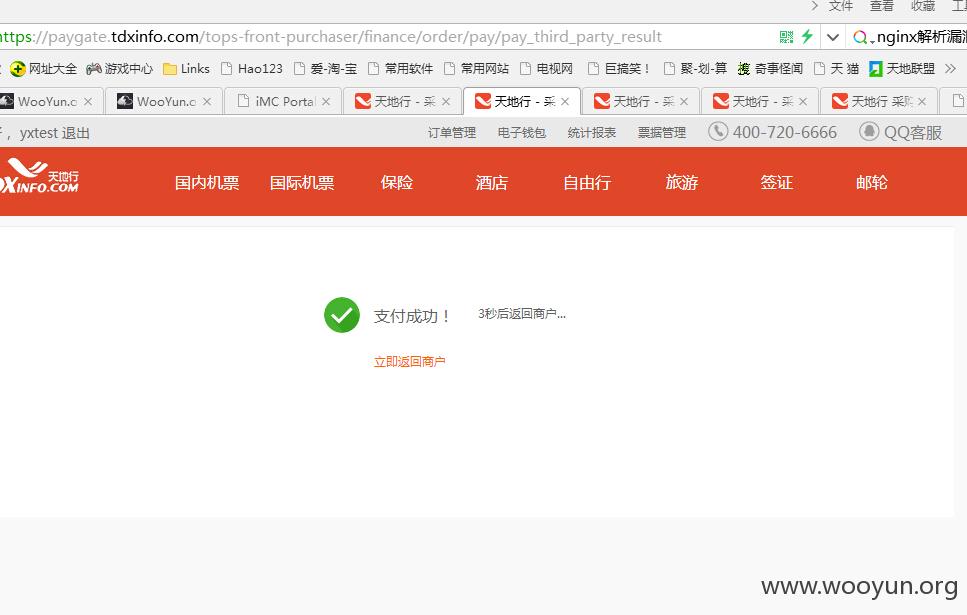 文件 查看 收藏 工具
https://paygate.tdxinfo.com/tops-front-purchaser/finance/order/pay/pay_third_party_result nginx解析漏洞
网址大全 游戏中心 Links Hao123 爱-淘-宝 常用软件 常用网站 电视网 巨搞笑！ 聚-划-算 奇事怪闻 天 猫 天地联盟
WooYun.o WooYun.o iMC Portal 天地行 - 采 天地行 - 采 天地行 - 采 天地行 - 采 天地行 采购
，yxtest 退出 订单管理 电子钱包 统计报表 票据管理 400-720-6666 QQ客服
天地行
DXINFO.COM
国内机票 国际机票 保险 酒店 自由行 旅游 签证 邮轮
支付成功！ 3秒后返回商户...
立即返回商户
www.wooyun.org